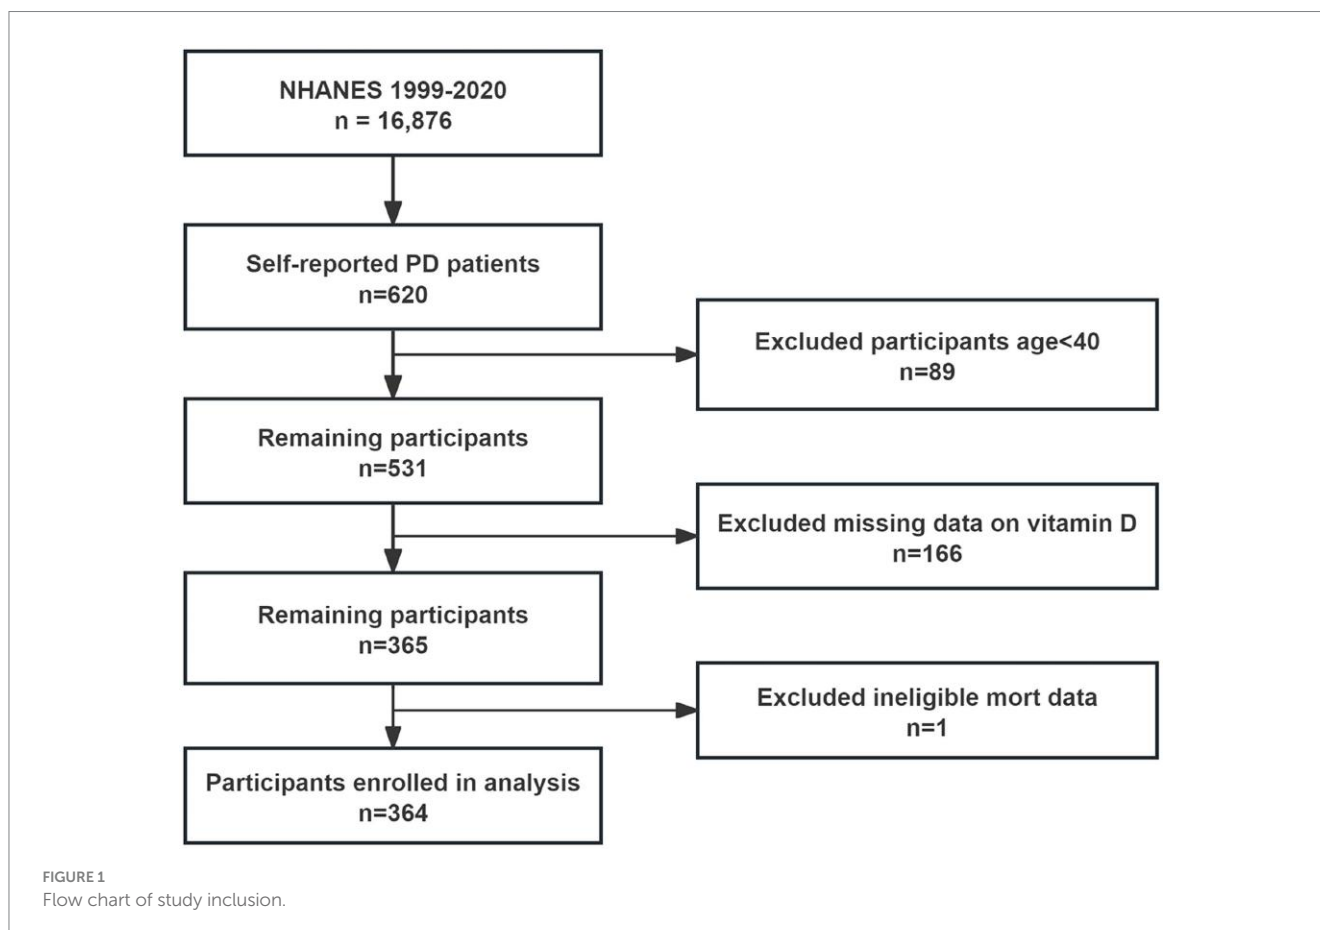 NHANES 1999-2020
n = 16,876
Self-reported PD patients
n=620
Excluded participants age<40
n=89
Remaining participants
n=531
Excluded missing data on vitamin D
n=166
Remaining participants
n=365
Excluded ineligible mort data
n=1
Participants enrolled in analysis
n=364
FIGURE 1
Flow chart of study inclusion.